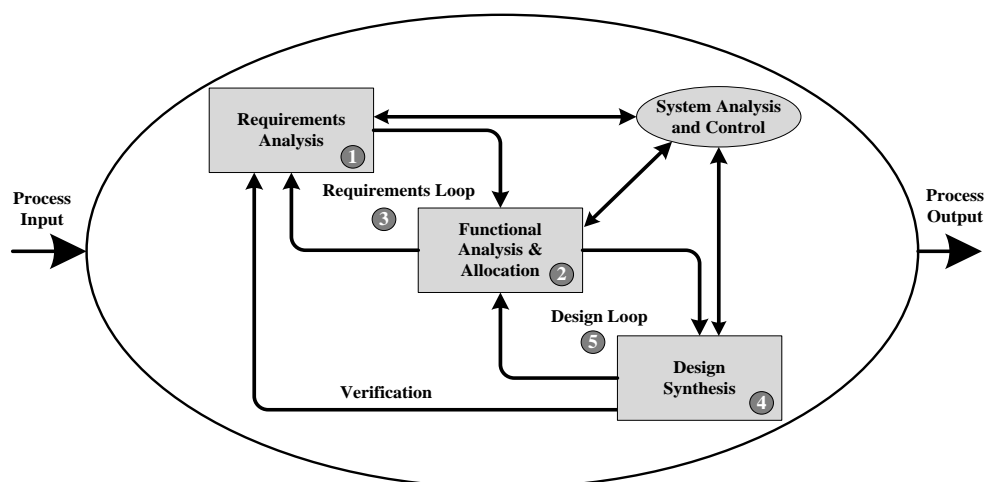 Requirements
Analysis
1
System Analysis
and Control
Requirements Loop
3
Process
Input
Functional
Analysis &
Allocation
2
Process
Output
Design Loop
5
Design
Synthesis
4
Verification